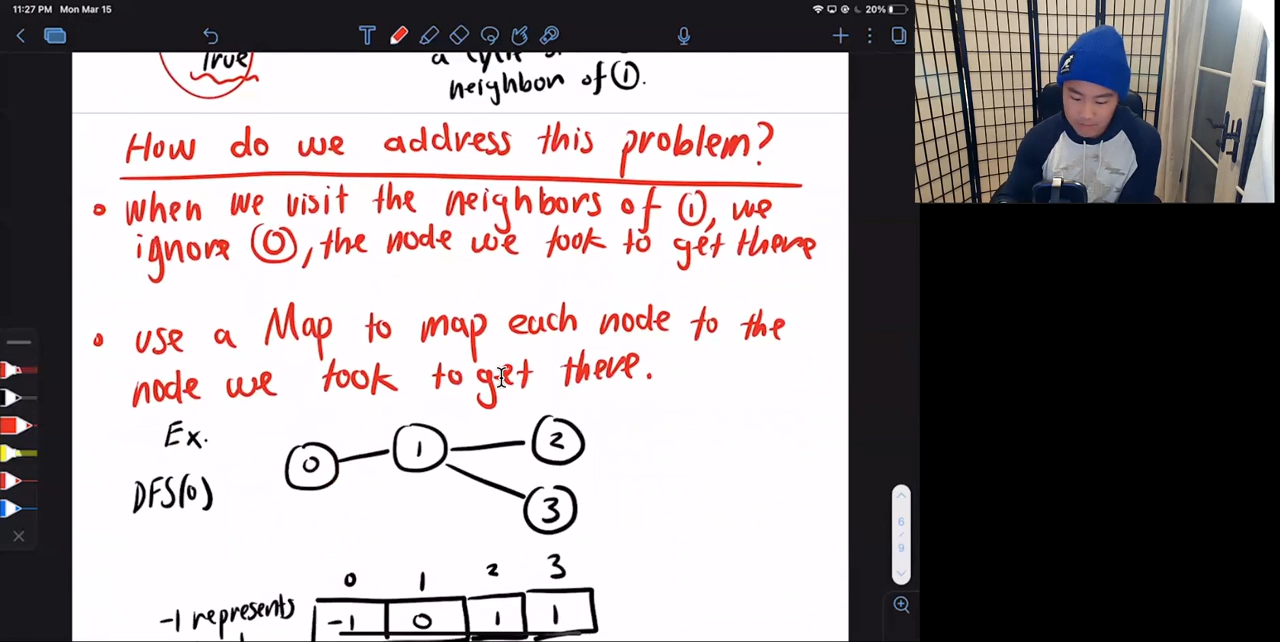 11:27 PM Mon Mar 15
20%
True
a cycle
neighbor of 1.
How do we address this problem?
• when we visit the neighbors of 1, we
ignore 0, the node we took to get there
• use a Map to map each node to the
node we took to get there.
Ex.
DFS(0)
0 1 2
3
0 1 2 3
-1 represents
-1 0 1 1
6
/
9